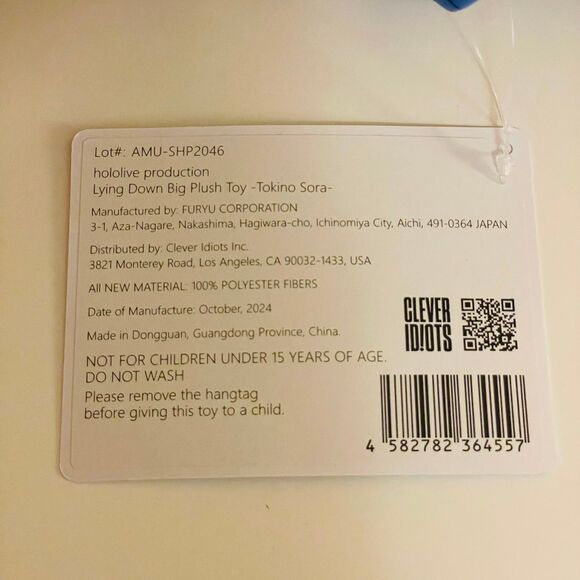 Lot#: AMU-SHP2046
hololive production
Lying Down Big Plush Toy -Tokino Sora-
Manufactured by: FURYU CORPORATION
3-1, Aza-Nagare, Nakashima, Hagiwara-cho, Ichinomiya City, Aichi, 491-0364 JAPAN
Distributed by: Clever Idiots Inc.
3821 Monterey Road, Los Angeles, CA 90032-1433, USA
All NEW MATERIAL: 100% POLYESTER FIBERS
Date of Manufacture: October, 2024
Made in Dongguan, Guangdong Province, China.
CLEVER
IDIOTS
NOT FOR CHILDREN UNDER 15 YEARS OF AGE.
DO NOT WASH
Please remove the hangtag
before giving this toy to a child.
4 582782 364557